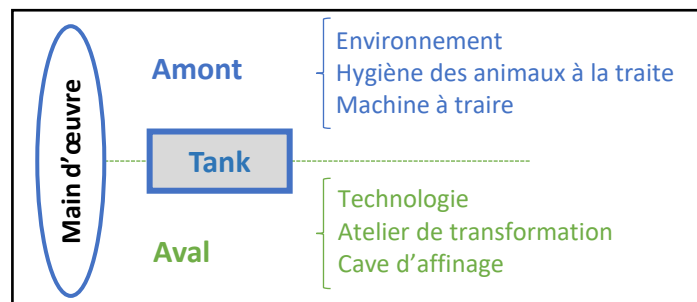 Main d'œuvre
Amont
Environnement
Hygiène des animaux à la traite
Machine à traire
Tank
Aval
Technologie
Atelier de transformation
Cave d'affinage